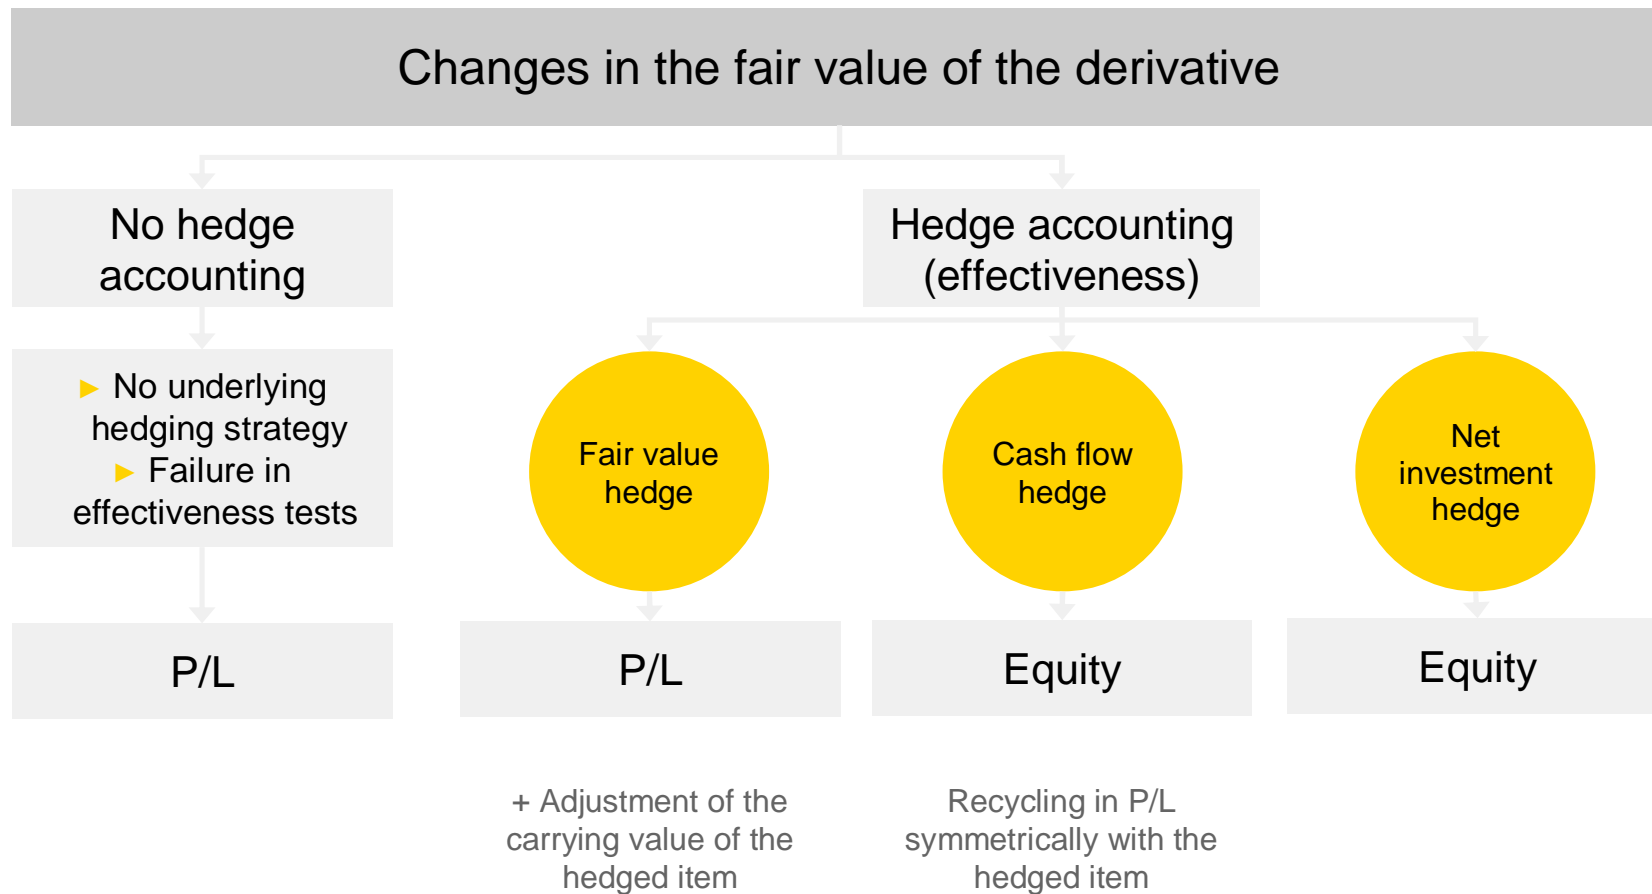 Changes in the fair value of the derivative
No hedge
accounting
Hedge accounting
(effectiveness)
► No underlying
hedging strategy
► Failure in
effectiveness tests
Fair value
hedge
Cash flow
hedge
Net
investment
hedge
P/L
P/L
Equity
Equity
+ Adjustment of the
carrying value of the
hedged item
Recycling in P/L
symmetrically with the
hedged item